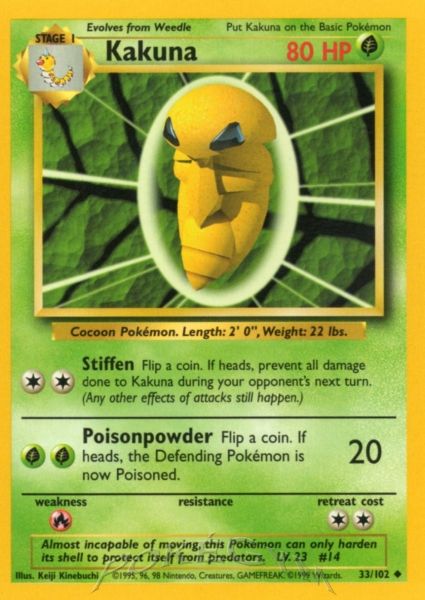 Evolves from Weedle Put Kakuna on the Basic Pokémon
STAGE 1
Kakuna 80 HP
Cocoon Pokémon. Length: 2' 0", Weight: 22 lbs.
Stiffen Flip a coin. If heads, prevent all damage
done to Kakuna during your opponent's next turn.
(Any other effects of attacks still happen.)
Poisonpowder Flip a coin. If
heads, the Defending Pokémon is
now Poisoned.
20
weakness resistance retreat cost
Almost incapable of moving, this Pokémon can only harden
its shell to protect itself from predators. LV. 23 #14
Illus. Keiji Kinebuchi ©1995, 96, 98 Nintendo, Creatures, GAMEFREAK. ©1999 Wizards. 33/102